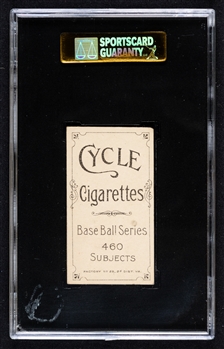 SPORTSCARD
GUARANTY
CYCLE
Cigarettes
Base Ball Series
460
SUBJECTS